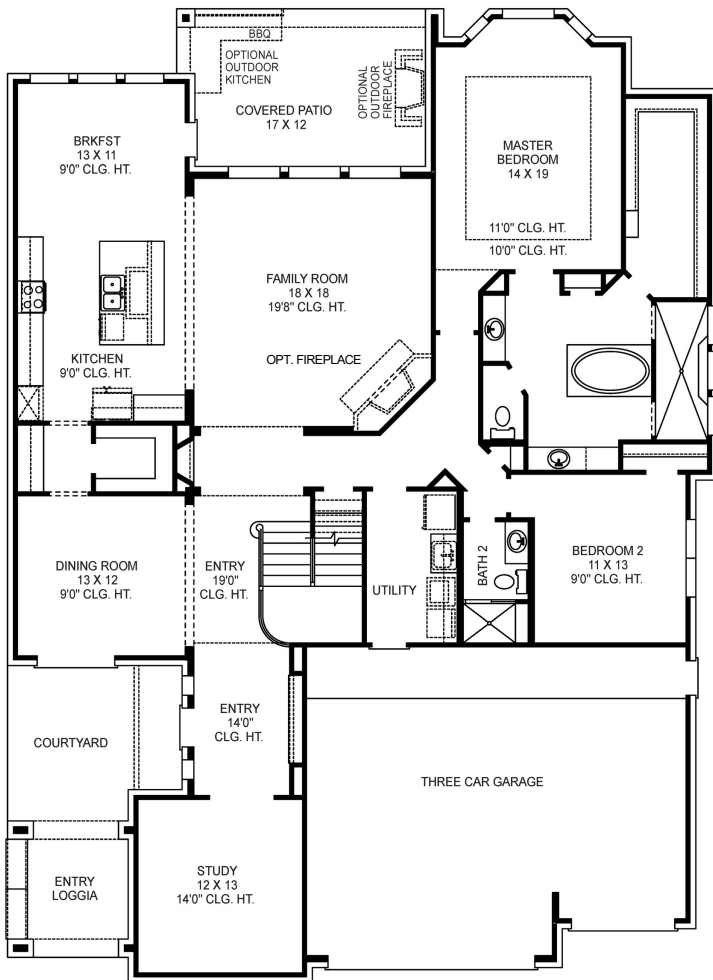 BBQ
OPTIONAL
OUTDOOR
KITCHEN
OPTIONAL
OUTDOOR
FIREPLACE
COVERED PATIO
17 X 12
BRKFST
13 X 11
9'0" CLG. HT.
MASTER
BEDROOM
14 X 19
11'0" CLG. HT.
10'0" CLG. HT.
FAMILY ROOM
18 X 18
19'8" CLG. HT.
OPT. FIREPLACE
KITCHEN
9'0" CLG. HT.
DINING ROOM
13 X 12
9'0" CLG. HT.
ENTRY
19'0"
CLG. HT.
UTILITY
BATH 2
BEDROOM 2
11 X 13
9'0" CLG. HT.
COURTYARD
ENTRY
14'0"
CLG. HT.
THREE CAR GARAGE
ENTRY
LOGGIA
STUDY
12 X 13
14'0" CLG. HT.